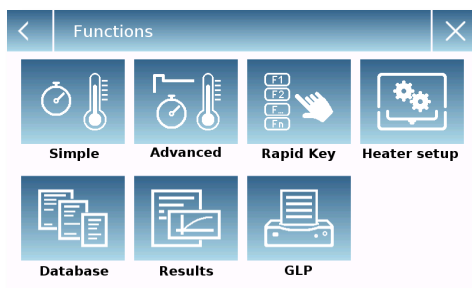 Functions
F1
F2
F...
Fn
Simple
Advanced
Rapid Key
Heater setup
Database
Results
GLP